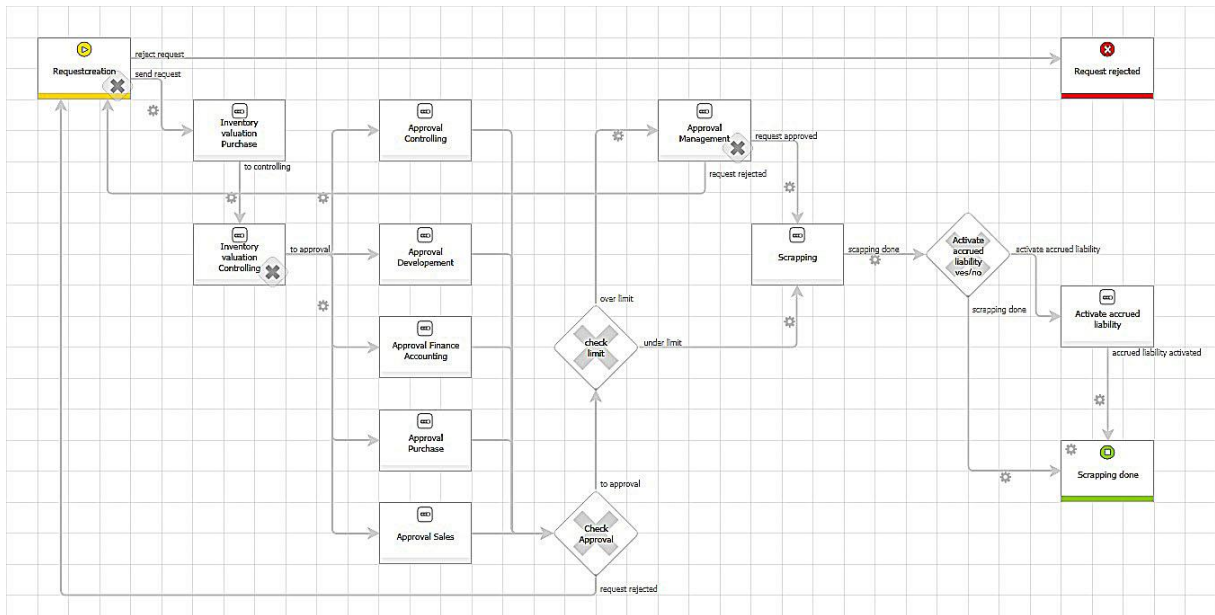 reject request
Requestcreation
Request rejected
send request
Inventory
valuation
Purchase
Approval
Controlling
Approval
Management
request approved
to controlling
request rejected
Inventory
valuation
Controlling
to approval
Approval
Developement
Scrapping
scapping done
Activate
accrued
liability
yes/no
activate accrued liability
over limit
scrapping done
Activate accrued
liability
Approval Finance
Accounting
check
limit
under limit
accrued liability activated
Approval
Purchase
Scrapping done
to approval
Approval Sales
Check
Approval
request rejected